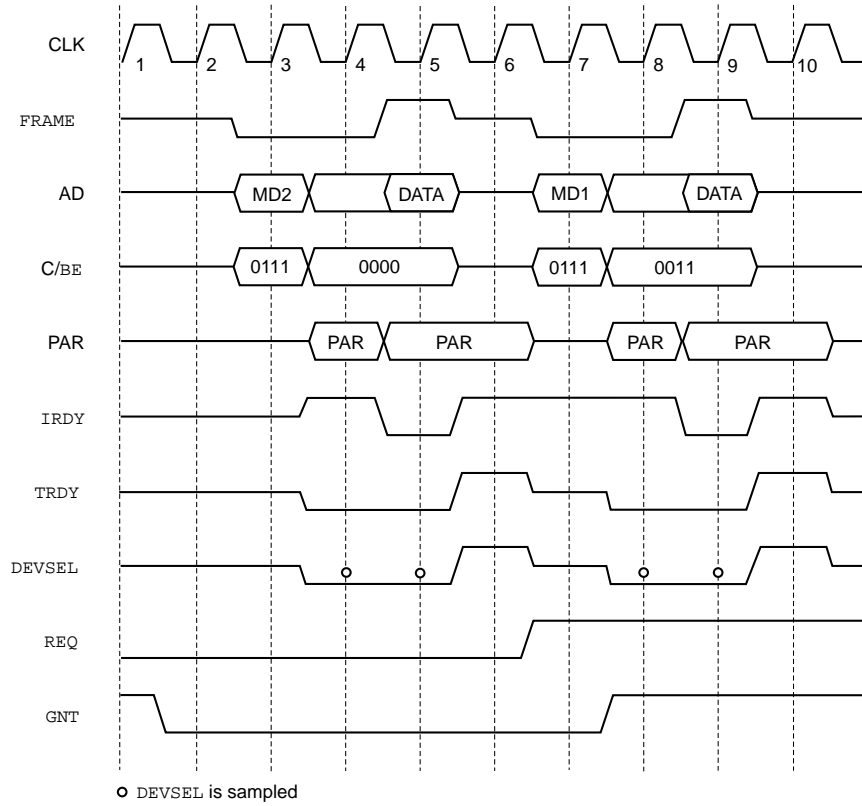 CLK
1 2 3 4 5 6 7 8 9 10
FRAME
AD
MD2 DATA MD1 DATA
C/BE
0111 0000 0111 0011
PAR
PAR PAR PAR PAR
IRDY
TRDY
DEVSEL
REQ
GNT
DEVSEL is sampled